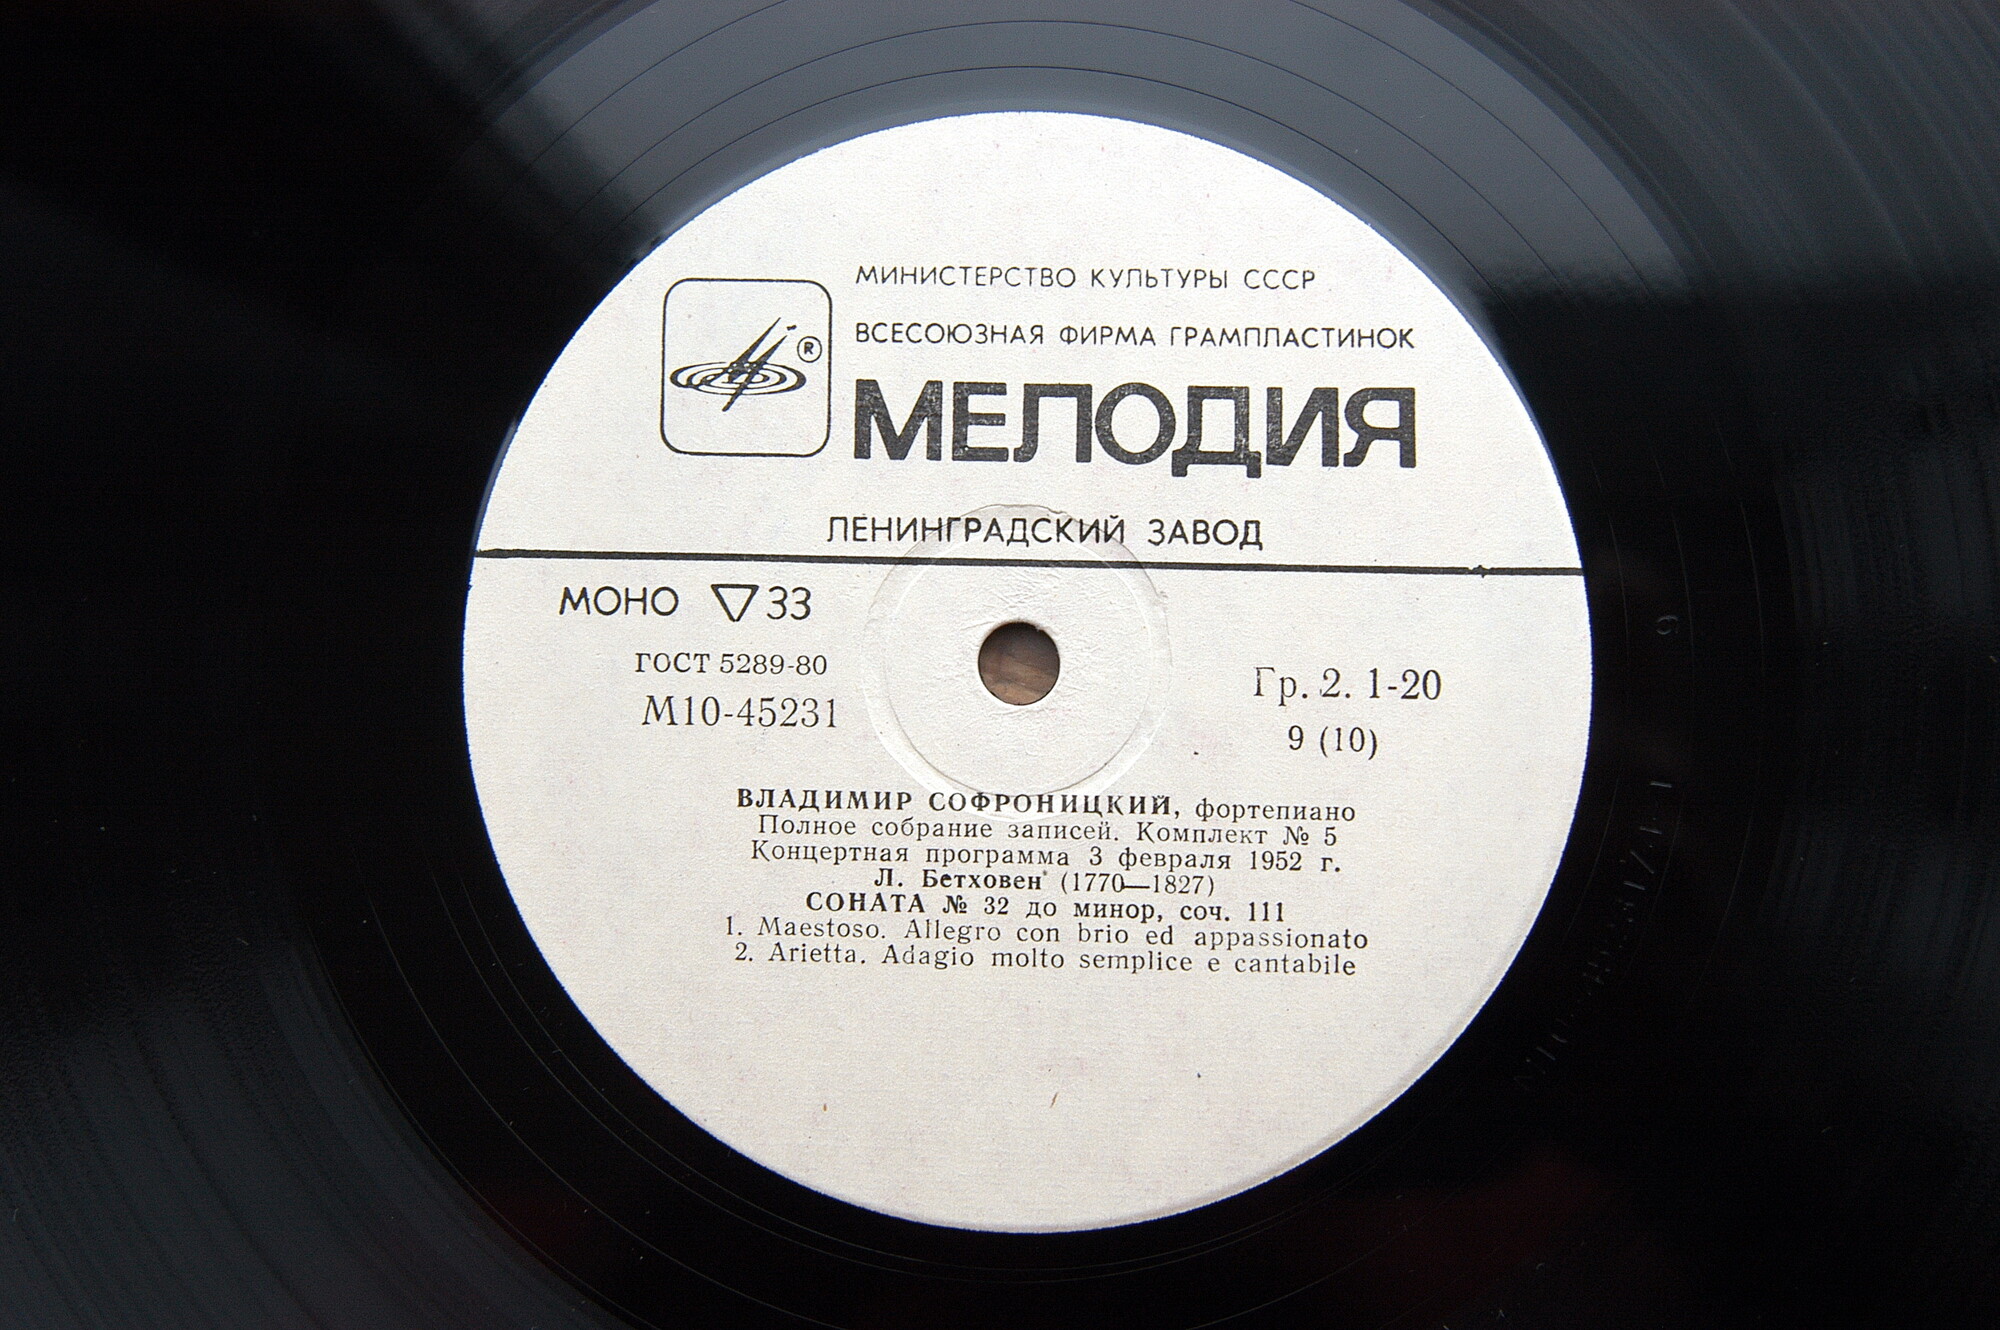 МИНИСТЕРСТВО КУЛЬТУРЫ СССР
ВСЕСОЮЗНАЯ ФИРМА ГРАМПЛАСТИНОК
®
МЕЛОДИЯ
ЛЕНИНГРАДСКИЙ ЗАВОД
МОНО ▽33
ГОСТ 5289-80
М10-45231
Гр. 2. 1-20
9 (10)
ВЛАДИМИР СОФРОНИЦКИЙ, фортепиано
Полное собрание записей. Комплект № 5
Концертная программа 3 февраля 1952 г.
Л. Бетховен (1770—1827)
СОНАТА № 32 до минор, соч. 111
1. Maestoso. Allegro con brio ed appassionato
2. Arietta. Adagio molto semplice e cantabile